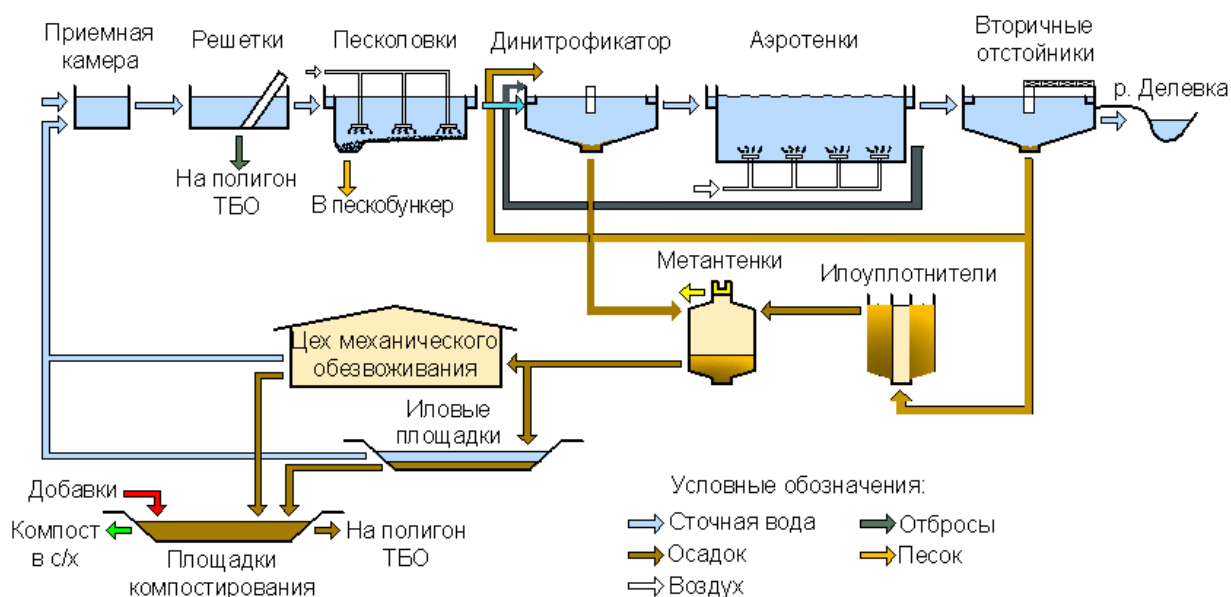 Приемная
камера
Решетки
Песколовки
Динитрофикатор
Аэротенки
Вторичные
отстойники
р. Делевка
На полигон
ТБО
В пескобункер
Метантенки
Илоуплотнители
Цех механического
обезвоживания
Иловые
площадки
Добавки
Компост
в с/х
Площадки
компостирования
На полигон
ТБО
Условные обозначения:
Сточная вода
Отбросы
Осадок
Песок
Воздух